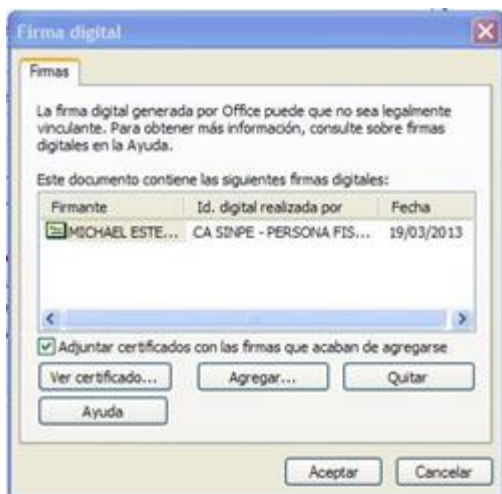 Firma digital
Firmas
La firma digital generada por Office puede que no sea legalmente
vinculante. Para obtener más información, consulte sobre firmas
digitales en la Ayuda.
Este documento contiene las siguientes firmas digitales:
Firmante Id. digital realizada por Fecha
MICHAEL ESTE... CA SINPE - PERSONA FIS... 19/03/2013
Adjuntar certificados con las firmas que acaban de agregarse
Ver certificado... Agregar... Quitar
Ayuda
Aceptar Cancelar